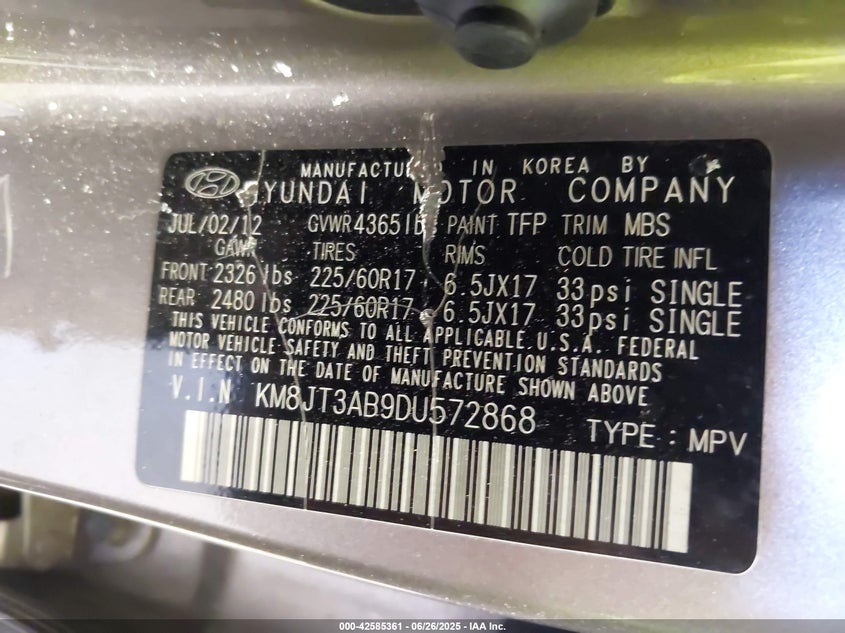 MANUFACTU IN KOREA BY
HYUNDAI MOTOR COMPANY
JUL/02/12 GVWR 4365lb PAINT TFP TRIM MBS
GAWR TIRES RIMS COLD TIRE INFL
FRONT 2326 lbs 225/60R17 6.5JX17 33psi SINGLE
REAR 2480 lbs 225/60R17 6.5JX17 33psi SINGLE
THIS VEHICLE CONFORMS TO ALL APPLICABLE U.S.A. FEDERAL
MOTOR VEHICLE SAFETY AND THEFT PREVENTION STANDARDS
IN EFFECT ON THE DATE OF MANUFACTURE SHOWN ABOVE
V.I.N KM8JT3AB9DU572868
TYPE : MPV
000-42585361 - 06/26/2025 - IAA Inc.